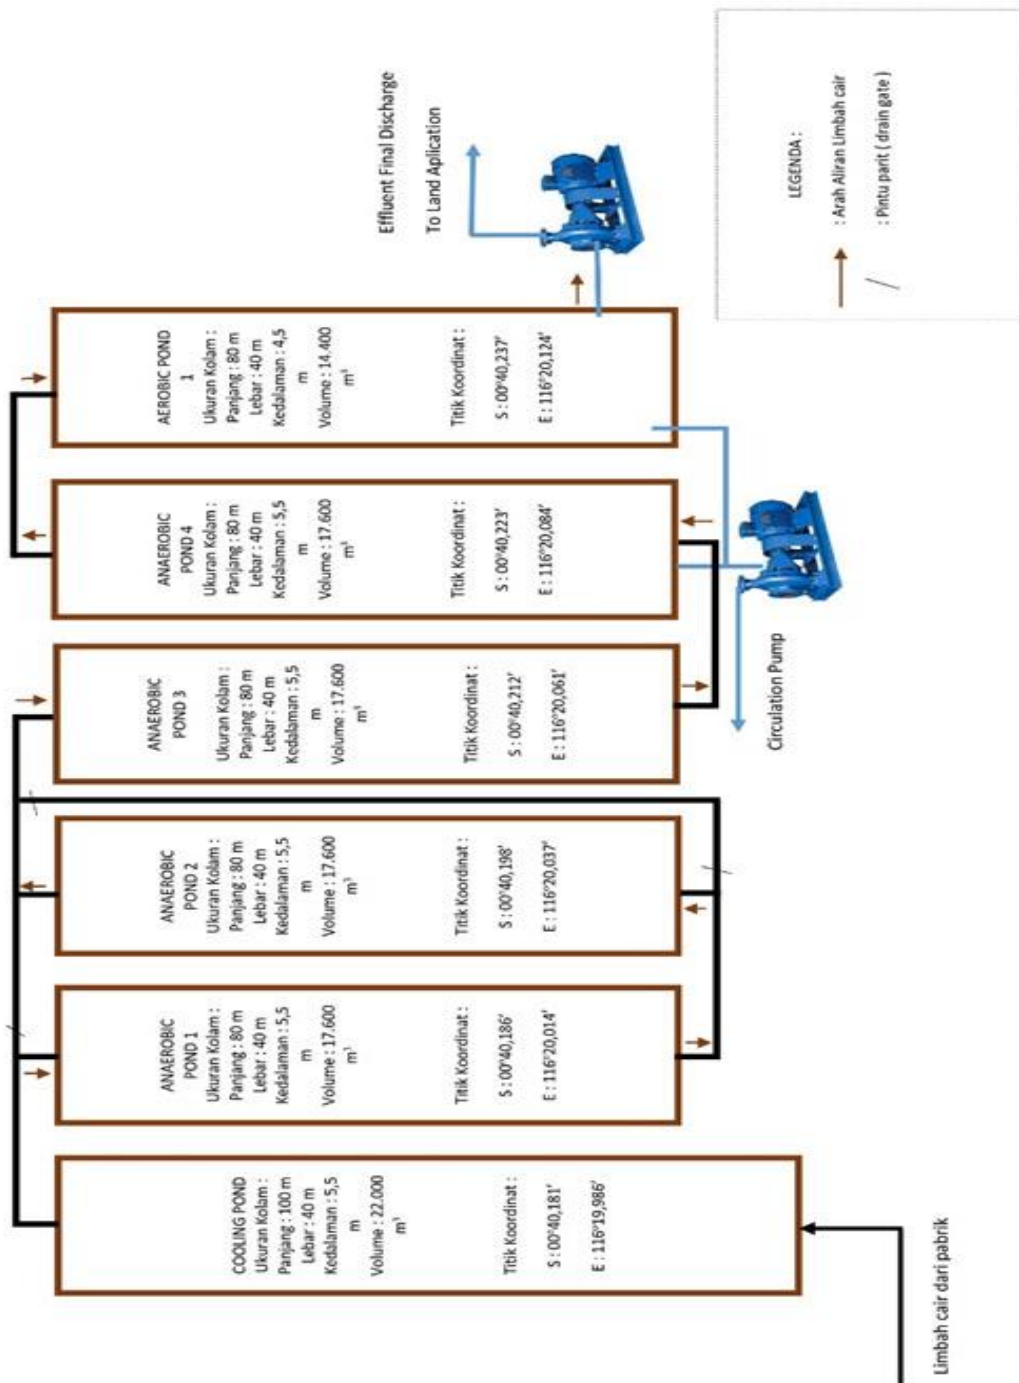 COOLING POND
Ukuran Kolam :
Panjang : 100 m
Lebar : 40 m
Kedalaman : 5,5
m
Volume : 22.000
m³
Titik Koordinat :
S : 00°40,181'
E : 116°19,986'
ANAEROBIC
POND 1
Ukuran Kolam :
Panjang : 80 m
Lebar : 40 m
Kedalaman : 5,5
m
Volume : 17.600
m³
Titik Koordinat :
S : 00°40,186'
E : 116°20,014'
ANAEROBIC
POND 2
Ukuran Kolam :
Panjang : 80 m
Lebar : 40 m
Kedalaman : 5,5
m
Volume : 17.600
m³
Titik Koordinat :
S : 00°40,198'
E : 116°20,037'
ANAEROBIC
POND 3
Ukuran Kolam :
Panjang : 80 m
Lebar : 40 m
Kedalaman : 5,5
m
Volume : 17.600
m³
Titik Koordinat :
S : 00°40,212'
E : 116°20,061'
ANAEROBIC
POND 4
Ukuran Kolam :
Panjang : 80 m
Lebar : 40 m
Kedalaman : 5,5
m
Volume : 17.600
m³
Titik Koordinat :
S : 00°40,223'
E : 116°20,084'
AEROBIC POND
1
Ukuran Kolam :
Panjang : 80 m
Lebar : 40 m
Kedalaman : 4,5
m
Volume : 14.400
m³
Titik Koordinat :
S : 00°40,237'
E : 116°20,124'
Effluent Final Discharge
To Land Aplication
Limbah cair dari pabrik
Circulation Pump
LEGENDA :
: Arah Aliran Limbah cair
: Pintu parit ( drain gate )